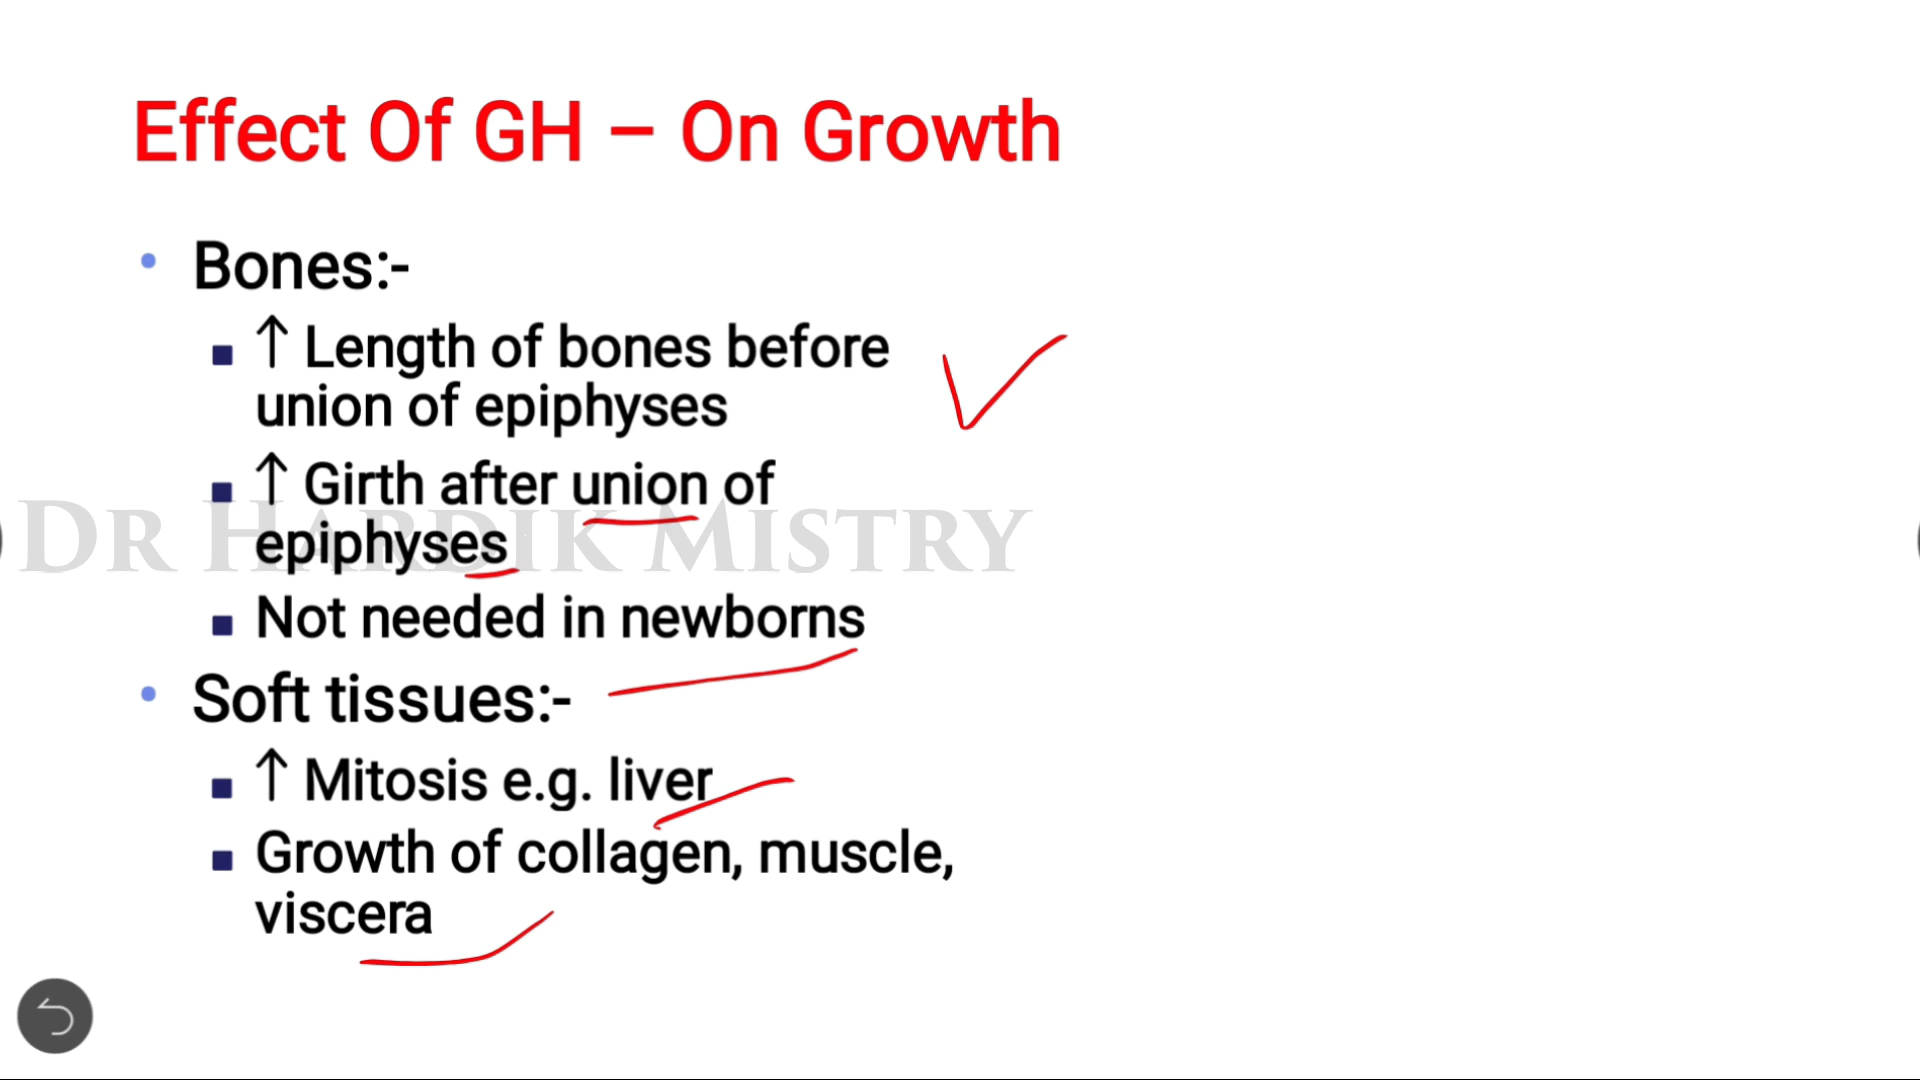 Effect Of GH – On Growth
• Bones:-
▪ ↑ Length of bones before
union of epiphyses
▪ ↑ Girth after union of
epiphyses
Dr Hardik Mistry
▪ Not needed in newborns
• Soft tissues:-
▪ ↑ Mitosis e.g. liver
▪ Growth of collagen, muscle,
viscera